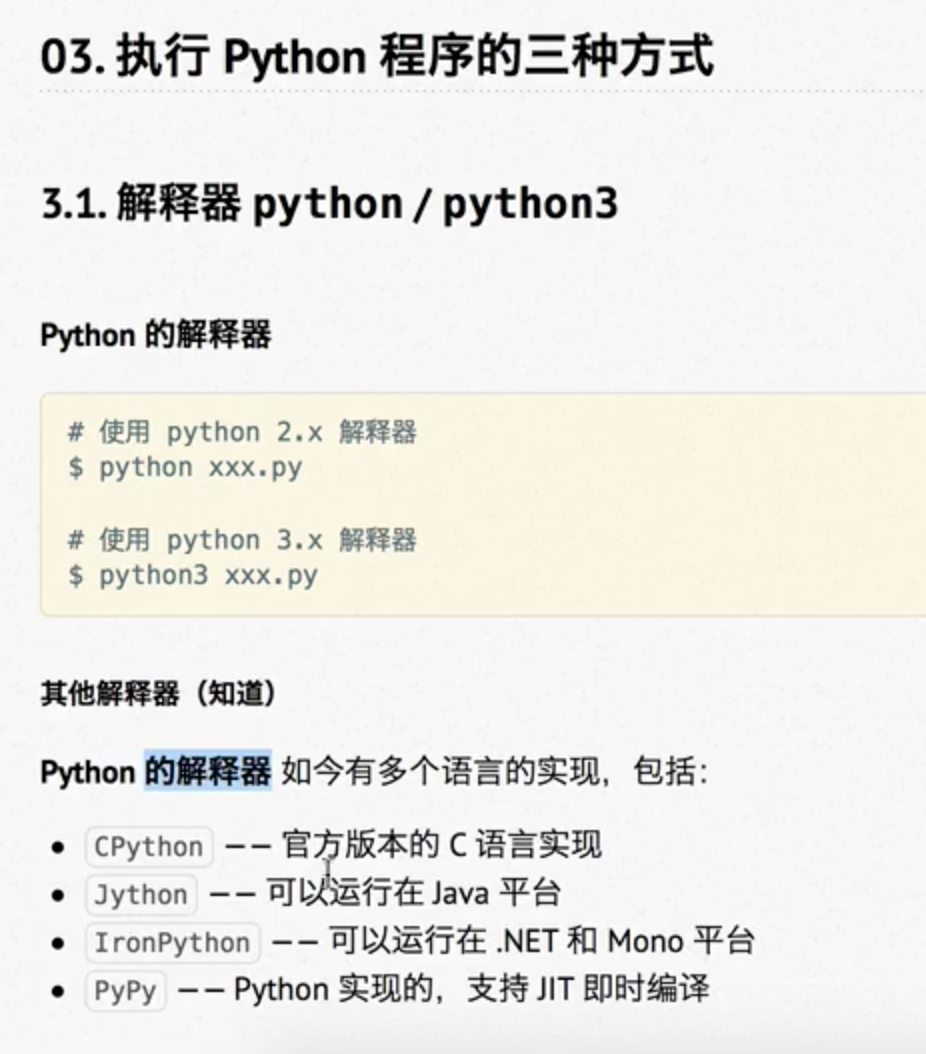 03. 执行 Python 程序的三种方式
3.1. 解释器 python / python3
Python 的解释器
# 使用 python 2.x 解释器
$ python xxx.py
# 使用 python 3.x 解释器
$ python3 xxx.py
其他解释器（知道）
Python 的解释器 如今有多个语言的实现，包括：
• CPython —— 官方版本的 C 语言实现
• Jython —— 可以运行在 Java 平台
• IronPython —— 可以运行在 .NET 和 Mono 平台
• PyPy —— Python 实现的，支持 JIT 即时编译